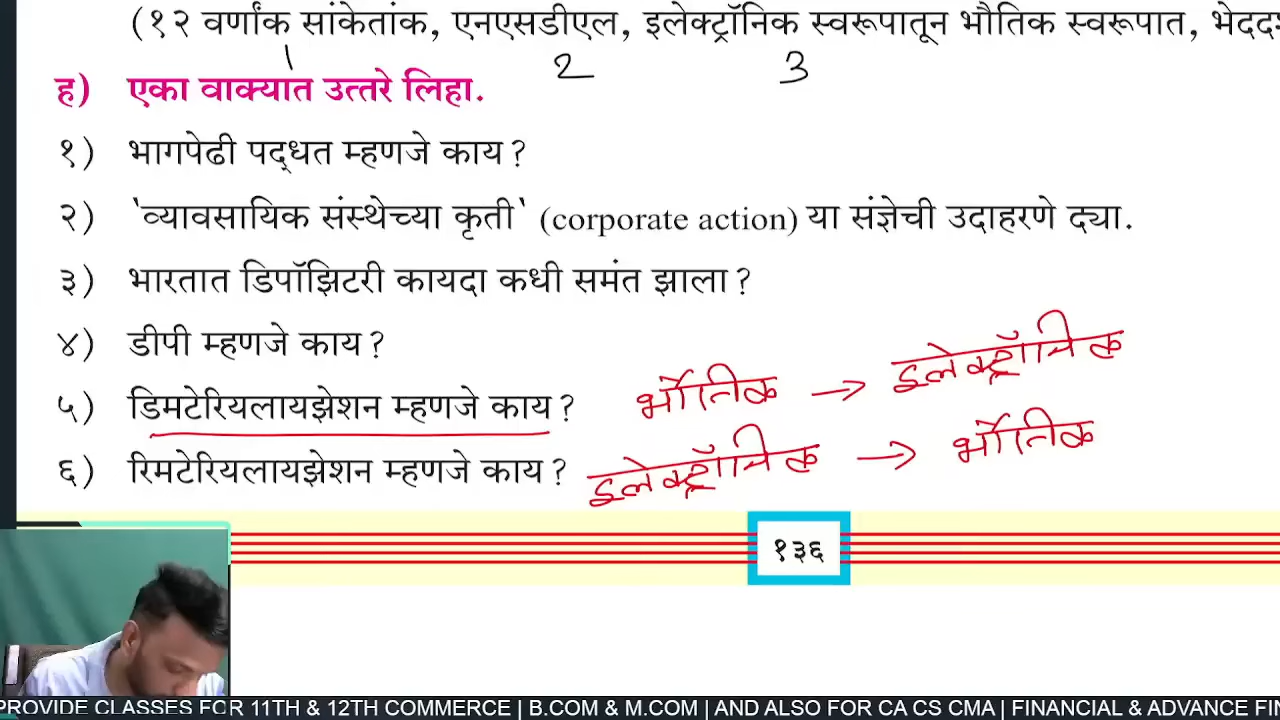 (१२ वर्णांक सांकेतांक, एनएसडीएल, इलेक्ट्रॉनिक स्वरूपातून भौतिक स्वरूपात,
1 2 3
ह) एका वाक्यात उत्तरे लिहा.
१) भागपेढी पद्धत म्हणजे काय?
२) 'व्यावसायिक संस्थेच्या कृती' (corporate action) या संज्ञेची उदाहरणे द्या.
३) भारतात डिपॉझिटरी कायदा कधी समंत झाला?
४) डीपी म्हणजे काय?
५) डिमटेरियलायझेशन म्हणजे काय? भौतिक → इलेक्ट्रॉनिक
६) रिमटेरियलायझेशन म्हणजे काय? इलेक्ट्रॉनिक → भौतिक
१३६
PROVIDE CLASSES FOR 11TH & 12TH COMMERCE | B.COM & M.COM | AND ALSO FOR CA CS CMA | FINANCIAL & ADVANCE